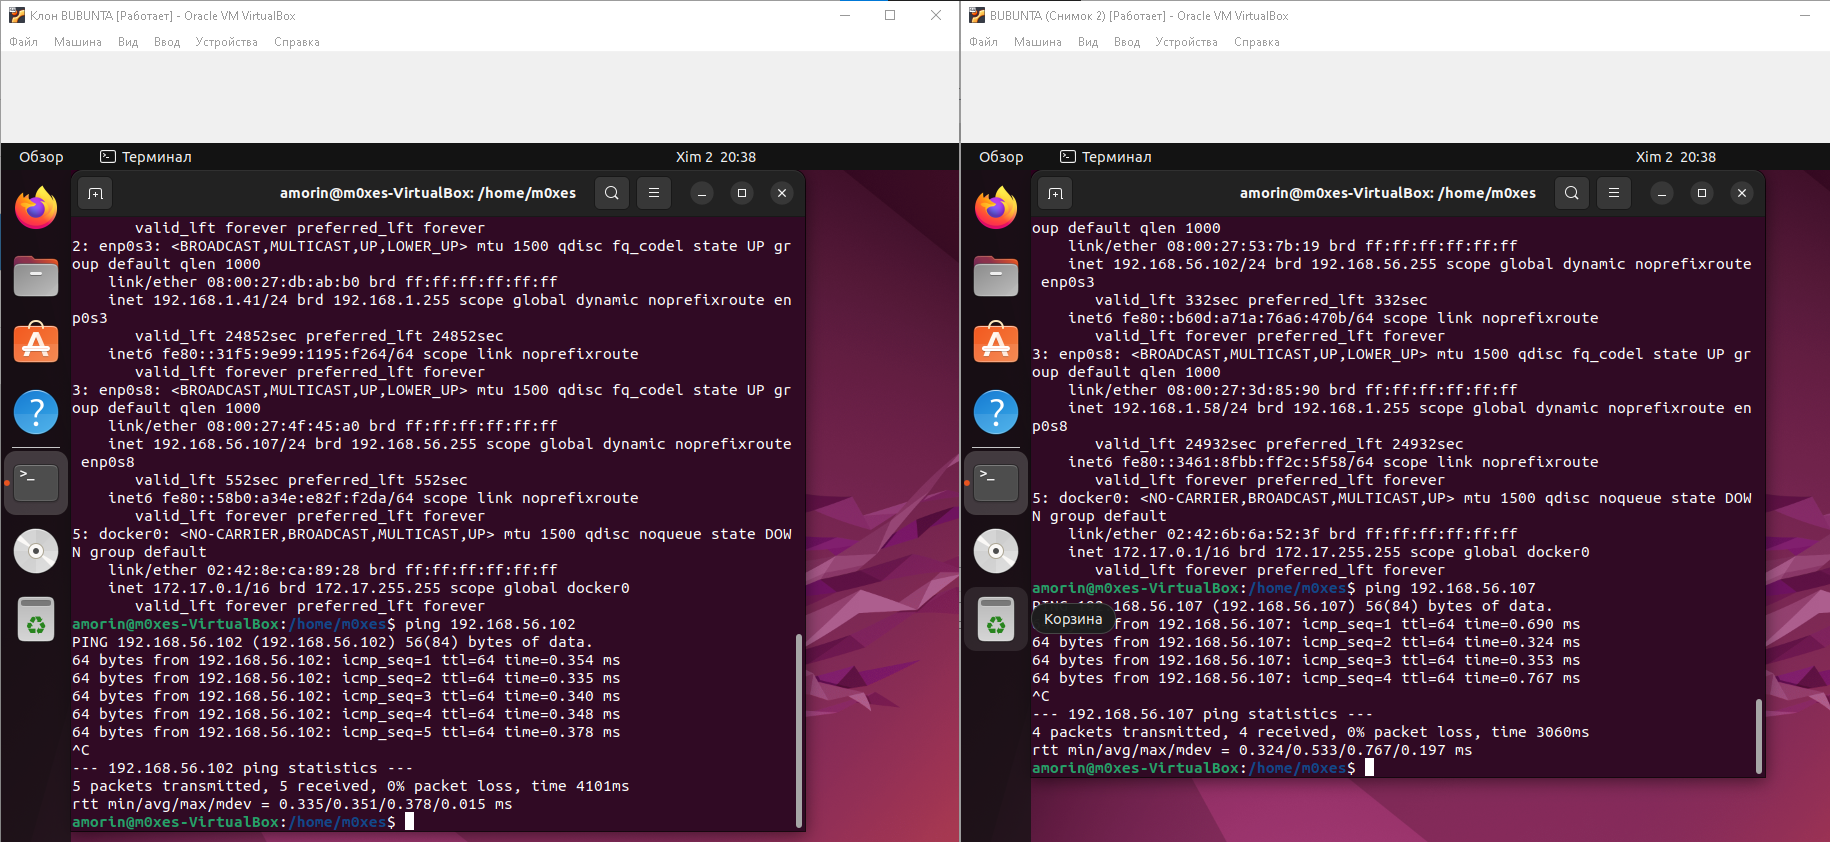 Клон BUBUNTA [Работает] - Oracle VM VirtualBox
Файл Машина Вид Ввод Устройства Справка
Обзор Терминал Xim 2 20:38
amorin@m0xes-VirtualBox: /home/m0xes
valid_lft forever preferred_lft forever
2: enp0s3: <BROADCAST,MULTICAST,UP,LOWER_UP> mtu 1500 qdisc fq_codel state UP gr
oup default qlen 1000
link/ether 08:00:27:db:ab:b0 brd ff:ff:ff:ff:ff:ff
inet 192.168.1.41/24 brd 192.168.1.255 scope global dynamic noprefixroute en
p0s3
valid_lft 24852sec preferred_lft 24852sec
inet6 fe80::31f5:9e99:1195:f264/64 scope link noprefixroute
valid_lft forever preferred_lft forever
3: enp0s8: <BROADCAST,MULTICAST,UP,LOWER_UP> mtu 1500 qdisc fq_codel state UP gr
oup default qlen 1000
link/ether 08:00:27:4f:45:a0 brd ff:ff:ff:ff:ff:ff
inet 192.168.56.107/24 brd 192.168.56.255 scope global dynamic noprefixroute
enp0s8
valid_lft 552sec preferred_lft 552sec
inet6 fe80::58b0:a34e:e82f:f2da/64 scope link noprefixroute
valid_lft forever preferred_lft forever
5: docker0: <NO-CARRIER,BROADCAST,MULTICAST,UP> mtu 1500 qdisc noqueue state DOW
N group default
link/ether 02:42:8e:ca:89:28 brd ff:ff:ff:ff:ff:ff
inet 172.17.0.1/16 brd 172.17.255.255 scope global docker0
valid_lft forever preferred_lft forever
amorin@m0xes-VirtualBox:/home/m0xes$ ping 192.168.56.102
PING 192.168.56.102 (192.168.56.102) 56(84) bytes of data.
64 bytes from 192.168.56.102: icmp_seq=1 ttl=64 time=0.354 ms
64 bytes from 192.168.56.102: icmp_seq=2 ttl=64 time=0.335 ms
64 bytes from 192.168.56.102: icmp_seq=3 ttl=64 time=0.340 ms
64 bytes from 192.168.56.102: icmp_seq=4 ttl=64 time=0.348 ms
64 bytes from 192.168.56.102: icmp_seq=5 ttl=64 time=0.378 ms
^C
--- 192.168.56.102 ping statistics ---
5 packets transmitted, 5 received, 0% packet loss, time 4101ms
rtt min/avg/max/mdev = 0.335/0.351/0.378/0.015 ms
amorin@m0xes-VirtualBox:/home/m0xes$
BUBUNTA (Снимок 2) [Работает] - Oracle VM VirtualBox
Файл Машина Вид Ввод Устройства Справка
Обзор Терминал Xim 2 20:38
amorin@m0xes-VirtualBox: /home/m0xes
oup default qlen 1000
link/ether 08:00:27:53:7b:19 brd ff:ff:ff:ff:ff:ff
inet 192.168.56.102/24 brd 192.168.56.255 scope global dynamic noprefixroute
enp0s3
valid_lft 332sec preferred_lft 332sec
inet6 fe80::b60d:a71a:76a6:470b/64 scope link noprefixroute
valid_lft forever preferred_lft forever
3: enp0s8: <BROADCAST,MULTICAST,UP,LOWER_UP> mtu 1500 qdisc fq_codel state UP gr
oup default qlen 1000
link/ether 08:00:27:3d:85:90 brd ff:ff:ff:ff:ff:ff
inet 192.168.1.58/24 brd 192.168.1.255 scope global dynamic noprefixroute en
p0s8
valid_lft 24932sec preferred_lft 24932sec
inet6 fe80::3461:8fbb:ff2c:5f58/64 scope link noprefixroute
valid_lft forever preferred_lft forever
5: docker0: <NO-CARRIER,BROADCAST,MULTICAST,UP> mtu 1500 qdisc noqueue state DOW
N group default
link/ether 02:42:6b:6a:52:3f brd ff:ff:ff:ff:ff:ff
inet 172.17.0.1/16 brd 172.17.255.255 scope global docker0
valid_lft forever preferred_lft forever
amorin@m0xes-VirtualBox:/home/m0xes$ ping 192.168.56.107
168.56.107 (192.168.56.107) 56(84) bytes of data.
Корзина
from 192.168.56.107: icmp_seq=1 ttl=64 time=0.690 ms
64 bytes from 192.168.56.107: icmp_seq=2 ttl=64 time=0.324 ms
64 bytes from 192.168.56.107: icmp_seq=3 ttl=64 time=0.353 ms
64 bytes from 192.168.56.107: icmp_seq=4 ttl=64 time=0.767 ms
^C
--- 192.168.56.107 ping statistics ---
4 packets transmitted, 4 received, 0% packet loss, time 3060ms
rtt min/avg/max/mdev = 0.324/0.533/0.767/0.197 ms
amorin@m0xes-VirtualBox:/home/m0xes$